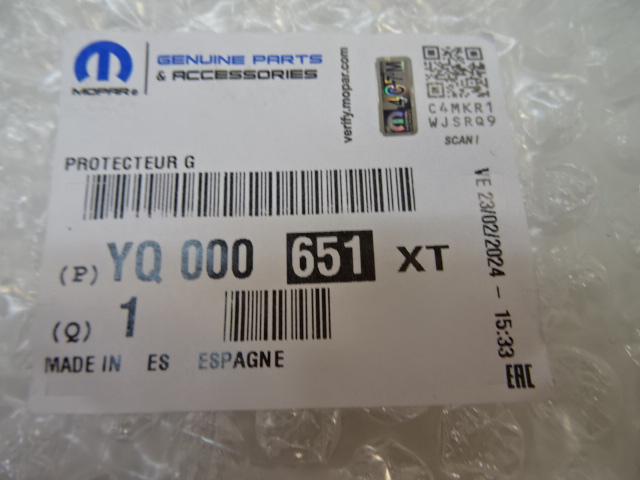 MOPAR®
GENUINE PARTS
& ACCESSORIES
verify.mopar.com
4GTM
C4MKR1
WJSRQ9
SCAN!
PROTECTEUR G
(P) YQ 000 651 XT
(Q) 1
MADE IN ES ESPAGNE
VE 23/02/2024 - 15:33
EAC